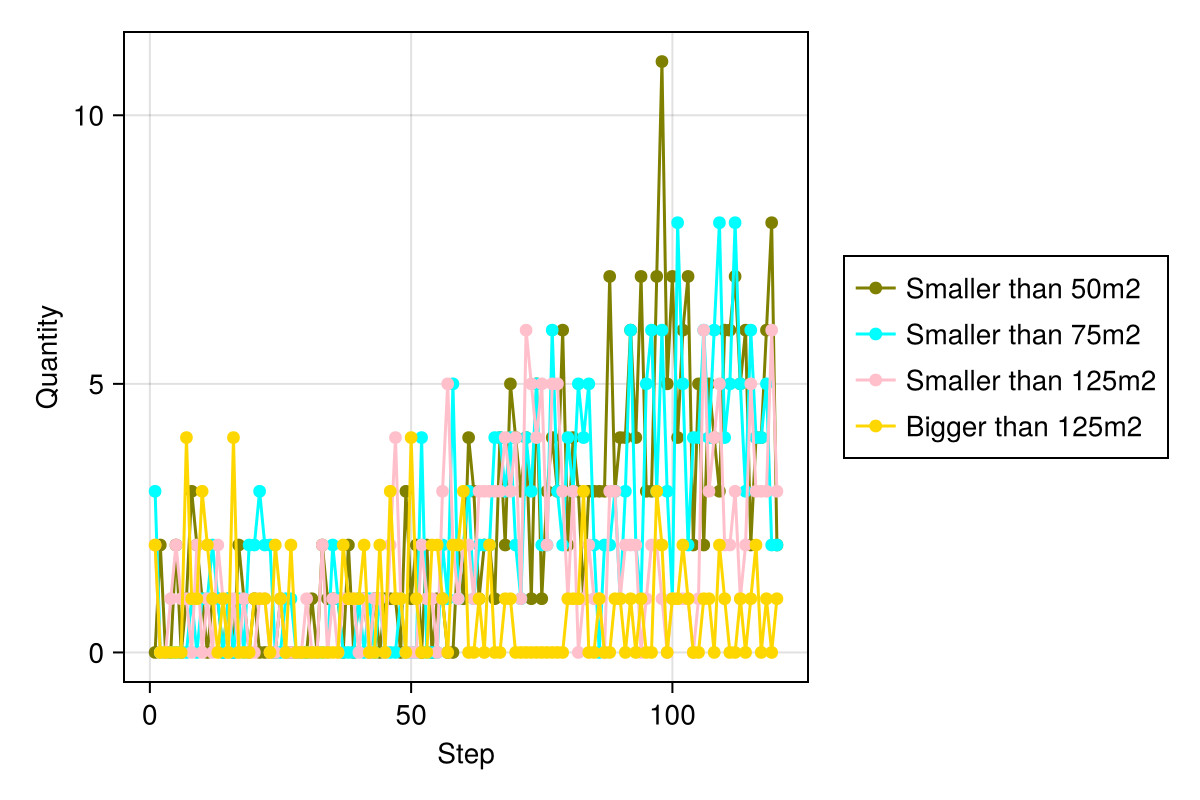 10
5
0
Quantity
0
50
100
Step
Smaller than 50m2
Smaller than 75m2
Smaller than 125m2
Bigger than 125m2